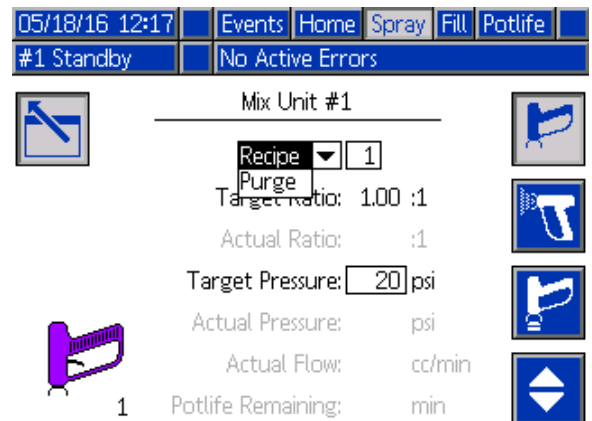 05/18/16 12:17 Events Home Spray Fill Potlife
#1 Standby No Active Errors
Mix Unit #1
Recipe 1
Purge
Target Ratio: 1.00 :1
Actual Ratio: :1
Target Pressure: 20 psi
Actual Pressure: psi
Actual Flow: cc/min
1 Potlife Remaining: min